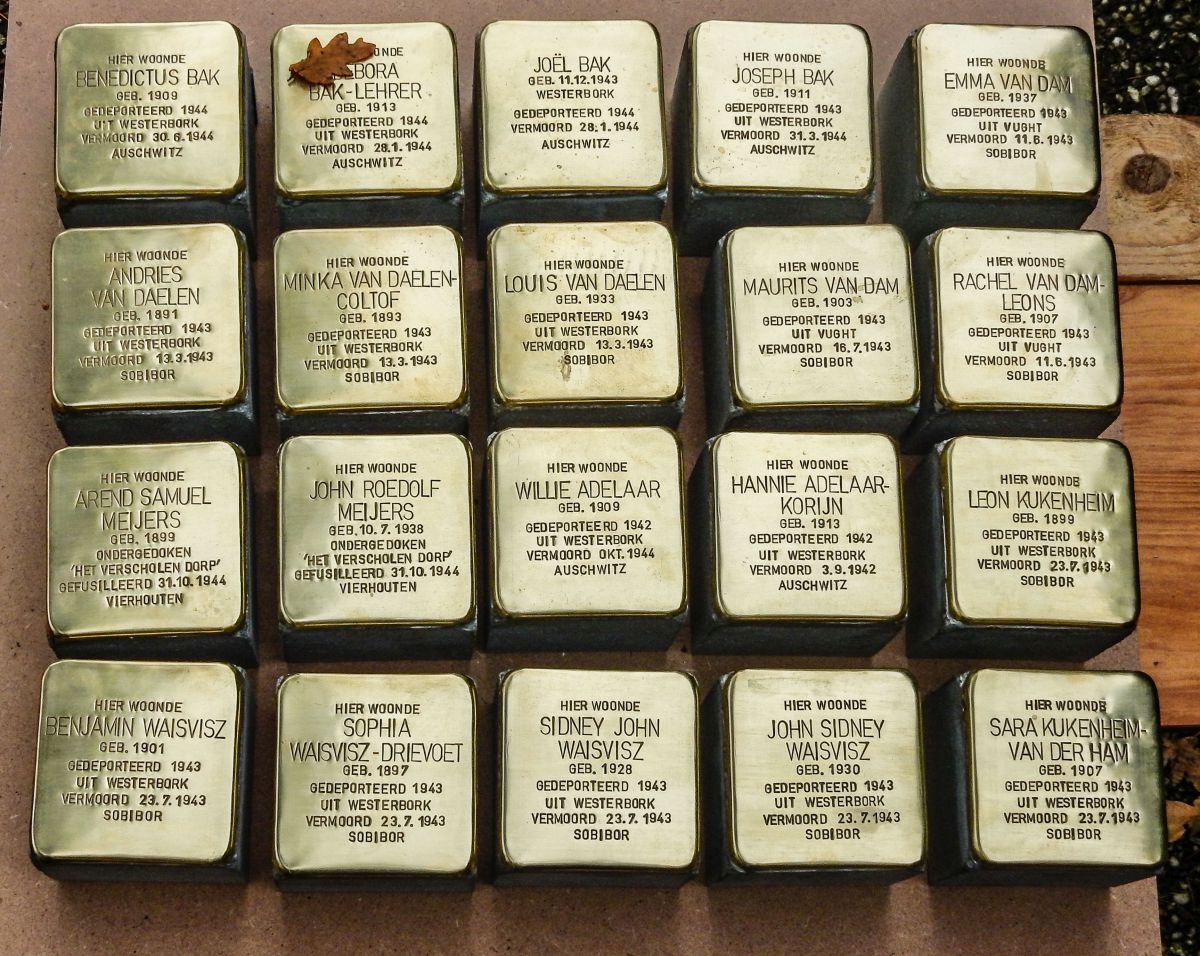 HIER WOONDE
BENEDICTUS BAK
GEB. 1909
GEDEPORTEERD 1944
UIT WESTERBORK
VERMOORD 30.6.1944
AUSCHWITZ
BAK-LEHRER
GEB. 1913
GEDEPORTEERD 1944
UIT WESTERBORK
VERMOORD 28.1.1944
AUSCHWITZ
JOËL BAK
GEB. 11.12.1943
WESTERBORK
GEDEPORTEERD 1944
VERMOORD 28.1.1944
AUSCHWITZ
HIER WOONDE
JOSEPH BAK
GEB. 1911
GEDEPORTEERD 1943
UIT WESTERBORK
VERMOORD 31.3.1944
AUSCHWITZ
HIER WOONDE
EMMA VAN DAM
GEB. 1937
GEDEPORTEERD 1943
UIT VUGHT
VERMOORD 11.6.1943
SOBIBOR
HIER WOONDE
ANDRIES
VAN DAELEN
GEB. 1891
GEDEPORTEERD 1943
UIT WESTERBORK
VERMOORD 13.3.1943
SOBIBOR
HIER WOONDE
MINKA VAN DAELEN-
COLTOF
GEB. 1893
GEDEPORTEERD 1943
UIT WESTERBORK
VERMOORD 13.3.1943
SOBIBOR
HIER WOONDE
LOUIS VAN DAELEN
GEB. 1933
GEDEPORTEERD 1943
UIT WESTERBORK
VERMOORD 13.3.1943
SOBIBOR
HIER WOONDE
MAURITS VAN DAM
GEB. 1903
GEDEPORTEERD 1943
UIT VUGHT
VERMOORD 16.7.1943
SOBIBOR
HIER WOONDE
RACHEL VAN DAM-
LEONS
GEB. 1907
GEDEPORTEERD 1943
UIT VUGHT
VERMOORD 11.6.1943
SOBIBOR
HIER WOONDE
AREND SAMUEL
MEIJERS
GEB. 1899
ONDERGEDOKEN
'HET VERSCHOLEN DORP'
GEFUSILLEERD 31.10.1944
VIERHOUTEN
HIER WOONDE
JOHN ROEDOLF
MEIJERS
GEB. 10.7.1938
ONDERGEDOKEN
'HET VERSCHOLEN DORP'
GEFUSILLEERD 31.10.1944
VIERHOUTEN
HIER WOONDE
WILLIE ADELAAR
GEB. 1909
GEDEPORTEERD 1942
UIT WESTERBORK
VERMOORD OKT. 1944
AUSCHWITZ
HIER WOONDE
HANNIE ADELAAR-
KORIJN
GEB. 1913
GEDEPORTEERD 1942
UIT WESTERBORK
VERMOORD 3.9.1942
AUSCHWITZ
HIER WOONDE
LEON KUKENHEIM
GEB. 1899
GEDEPORTEERD 1943
UIT WESTERBORK
VERMOORD 23.7.1943
SOBIBOR
HIER WOONDE
BENJAMIN WAISVISZ
GEB. 1901
GEDEPORTEERD 1943
UIT WESTERBORK
VERMOORD 23.7.1943
SOBIBOR
HIER WOONDE
SOPHIA
WAISVISZ-DRIEVOET
GEB. 1897
GEDEPORTEERD 1943
UIT WESTERBORK
VERMOORD 23.7.1943
SOBIBOR
HIER WOONDE
SIDNEY JOHN
WAISVISZ
GEB. 1928
GEDEPORTEERD 1943
UIT WESTERBORK
VERMOORD 23.7.1943
SOBIBOR
HIER WOONDE
JOHN SIDNEY
WAISVISZ
GEB. 1930
GEDEPORTEERD 1943
UIT WESTERBORK
VERMOORD 23.7.1943
SOBIBOR
HIER WOONDE
SARA KUKENHEIM-
VAN DER HAM
GEB. 1907
GEDEPORTEERD 1943
UIT WESTERBORK
VERMOORD 23.7.1943
SOBIBOR